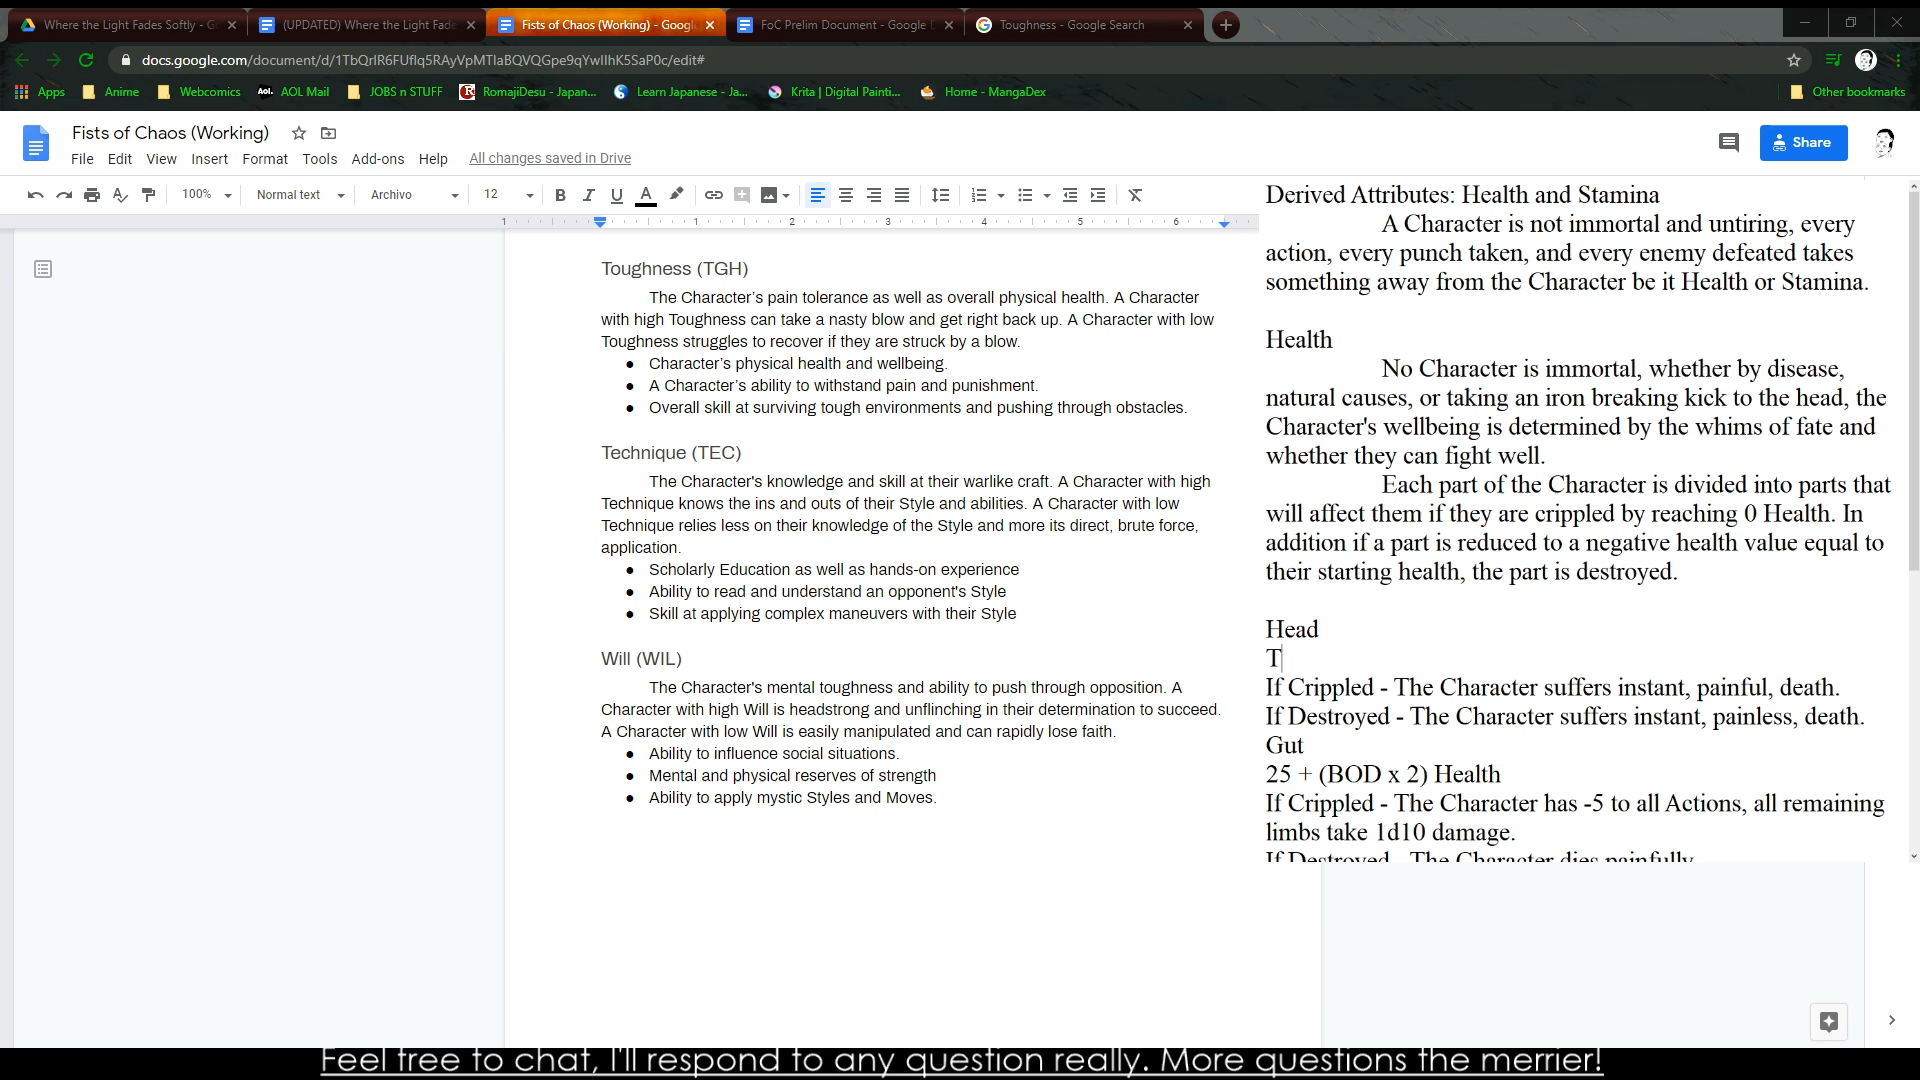 Where the Light Fades Softly - G
(UPDATED) Where the Light Fade
Fists of Chaos (Working) - Google
FoC Prelim Document - Google D
Toughness - Google Search
docs.google.com/document/d/1TbQrIR6FUflq5RAyVpMTIaBQVQGpe9qYwIIhK5SaP0c/edit#
Apps
Anime
Webcomics
Aol.
AOL Mail
JOBS n STUFF
RomajiDesu - Japan...
Learn Japanese - Ja...
Krita | Digital Painti...
Home - MangaDex
Other bookmarks
Fists of Chaos (Working)
File Edit View Insert Format Tools Add-ons Help All changes saved in Drive
Share
100% Normal text Archivo 12 B I U A
1 1 2 3 4 5 6
Toughness (TGH)
The Character's pain tolerance as well as overall physical health. A Character
with high Toughness can take a nasty blow and get right back up. A Character with low
Toughness struggles to recover if they are struck by a blow.
● Character's physical health and wellbeing.
● A Character's ability to withstand pain and punishment.
● Overall skill at surviving tough environments and pushing through obstacles.
Technique (TEC)
The Character's knowledge and skill at their warlike craft. A Character with high
Technique knows the ins and outs of their Style and abilities. A Character with low
Technique relies less on their knowledge of the Style and more its direct, brute force,
application.
● Scholarly Education as well as hands-on experience
● Ability to read and understand an opponent's Style
● Skill at applying complex maneuvers with their Style
Will (WIL)
The Character's mental toughness and ability to push through opposition. A
Character with high Will is headstrong and unflinching in their determination to succeed.
A Character with low Will is easily manipulated and can rapidly lose faith.
● Ability to influence social situations.
● Mental and physical reserves of strength
● Ability to apply mystic Styles and Moves.
Derived Attributes: Health and Stamina
A Character is not immortal and untiring, every
action, every punch taken, and every enemy defeated takes
something away from the Character be it Health or Stamina.
Health
No Character is immortal, whether by disease,
natural causes, or taking an iron breaking kick to the head, the
Character's wellbeing is determined by the whims of fate and
whether they can fight well.
Each part of the Character is divided into parts that
will affect them if they are crippled by reaching 0 Health. In
addition if a part is reduced to a negative health value equal to
their starting health, the part is destroyed.
Head
T
If Crippled - The Character suffers instant, painful, death.
If Destroyed - The Character suffers instant, painless, death.
Gut
25 + (BOD x 2) Health
If Crippled - The Character has -5 to all Actions, all remaining
limbs take 1d10 damage.
If Destroyed - The Character dies painfully
Feel free to chat, I'll respond to any question really. More questions the merrier!